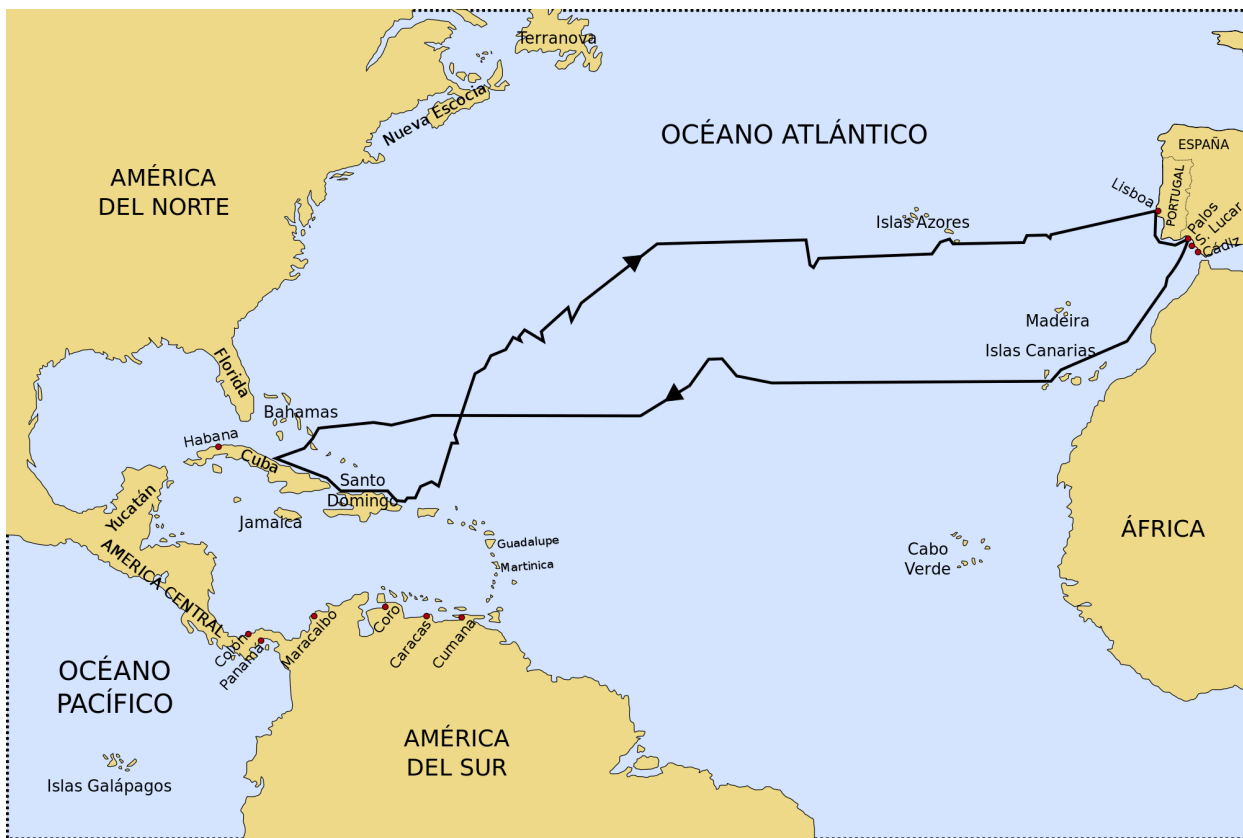 Terranova
Nueva Escocia
OCÉANO ATLÁNTICO
ESPAÑA
AMÉRICA
DEL NORTE
PORTUGAL
Lisboa
Palos
S. Lucar
Cádiz
Islas Azores
Madeira
Islas Canarias
Florida
Bahamas
Habana
Cuba
Santo
Domingo
Yucatán
Jamaica
ÁFRICA
Guadalupe
Martinica
Cabo
Verde
AMERICA CENTRAL
Colón
Panamá
Maracaibo
Coro
Caracas
Cumana
OCÉANO
PACÍFICO
AMÉRICA
DEL SUR
Islas Galápagos